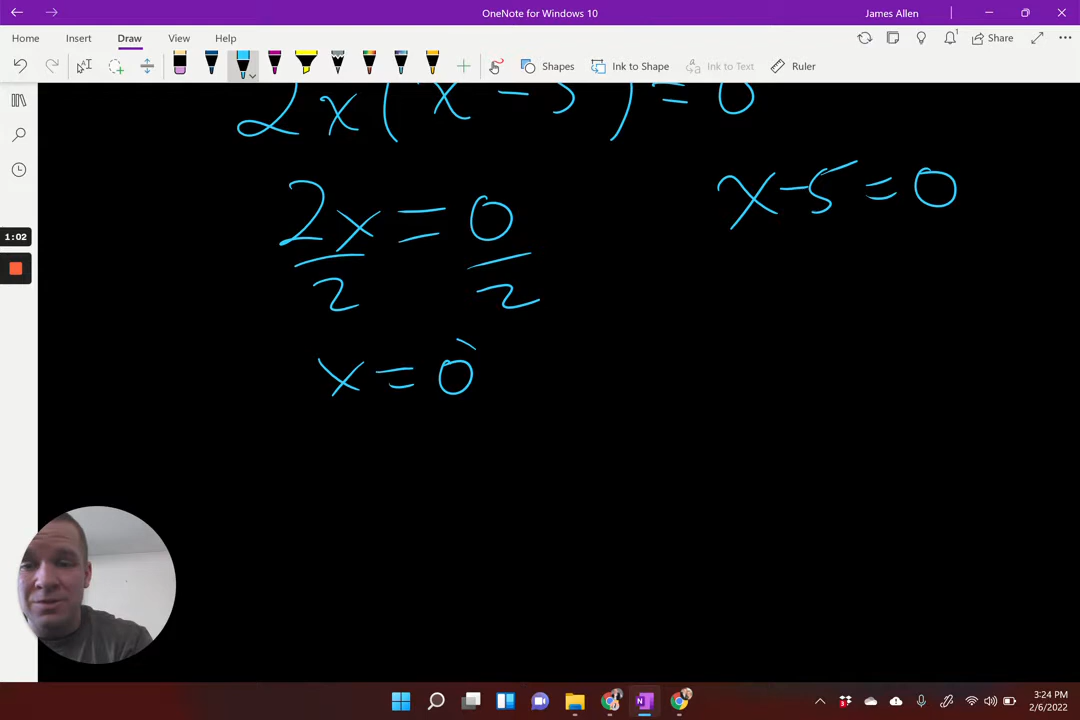 OneNote for Windows 10
James Allen
Home Insert Draw View Help
Share
Shapes Ink to Shape Ink to Text Ruler
2x(x-5)=0
2x=0 x-5=0
2 2
x=0
1:02
3:24 PM
2/6/2022